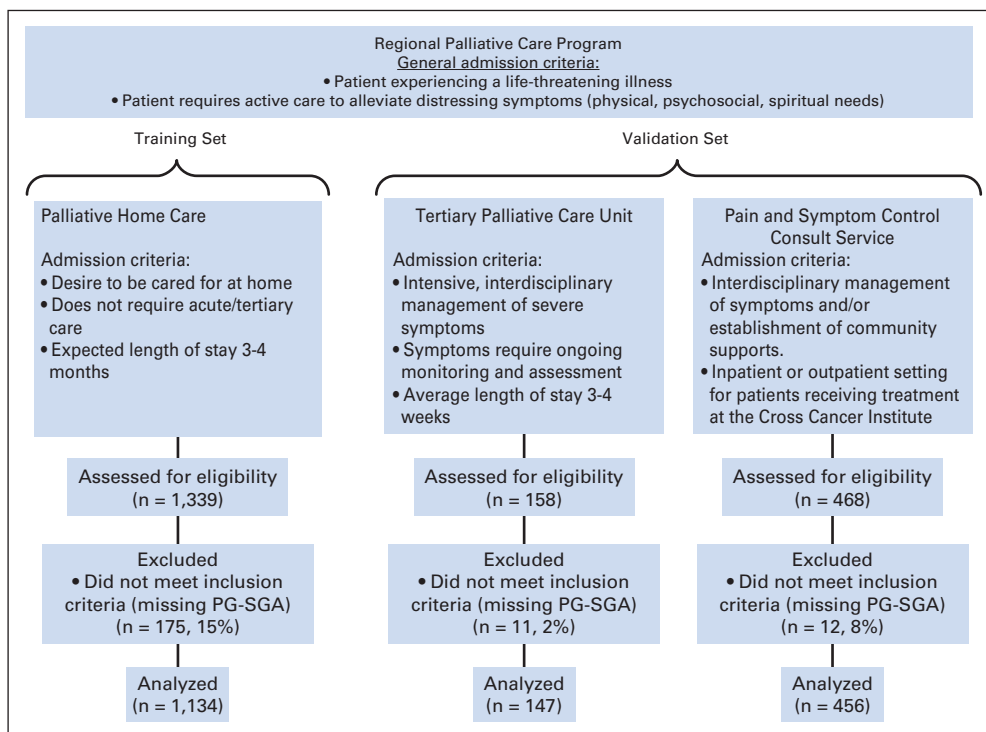 Regional Palliative Care Program
General admission criteria:
• Patient experiencing a life-threatening illness
• Patient requires active care to alleviate distressing symptoms (physical, psychosocial, spiritual needs)
Training Set
Validation Set
Palliative Home Care
Admission criteria:
• Desire to be cared for at home
• Does not require acute/tertiary
care
• Expected length of stay 3-4
months
Tertiary Palliative Care Unit
Admission criteria:
• Intensive, interdisciplinary
management of severe
symptoms
• Symptoms require ongoing
monitoring and assessment
• Average length of stay 3-4
weeks
Pain and Symptom Control
Consult Service
Admission criteria:
• Interdisciplinary management
of symptoms and/or
establishment of community
supports.
• Inpatient or outpatient setting
for patients receiving treatment
at the Cross Cancer Institute
Assessed for eligibility
(n = 1,339)
Assessed for eligibility
(n = 158)
Assessed for eligibility
(n = 468)
Excluded
• Did not meet inclusion
criteria (missing PG-SGA)
(n = 175, 15%)
Excluded
• Did not meet inclusion
criteria (missing PG-SGA)
(n = 11, 2%)
Excluded
• Did not meet inclusion
criteria (missing PG-SGA)
(n = 12, 8%)
Analyzed
(n = 1,134)
Analyzed
(n = 147)
Analyzed
(n = 456)